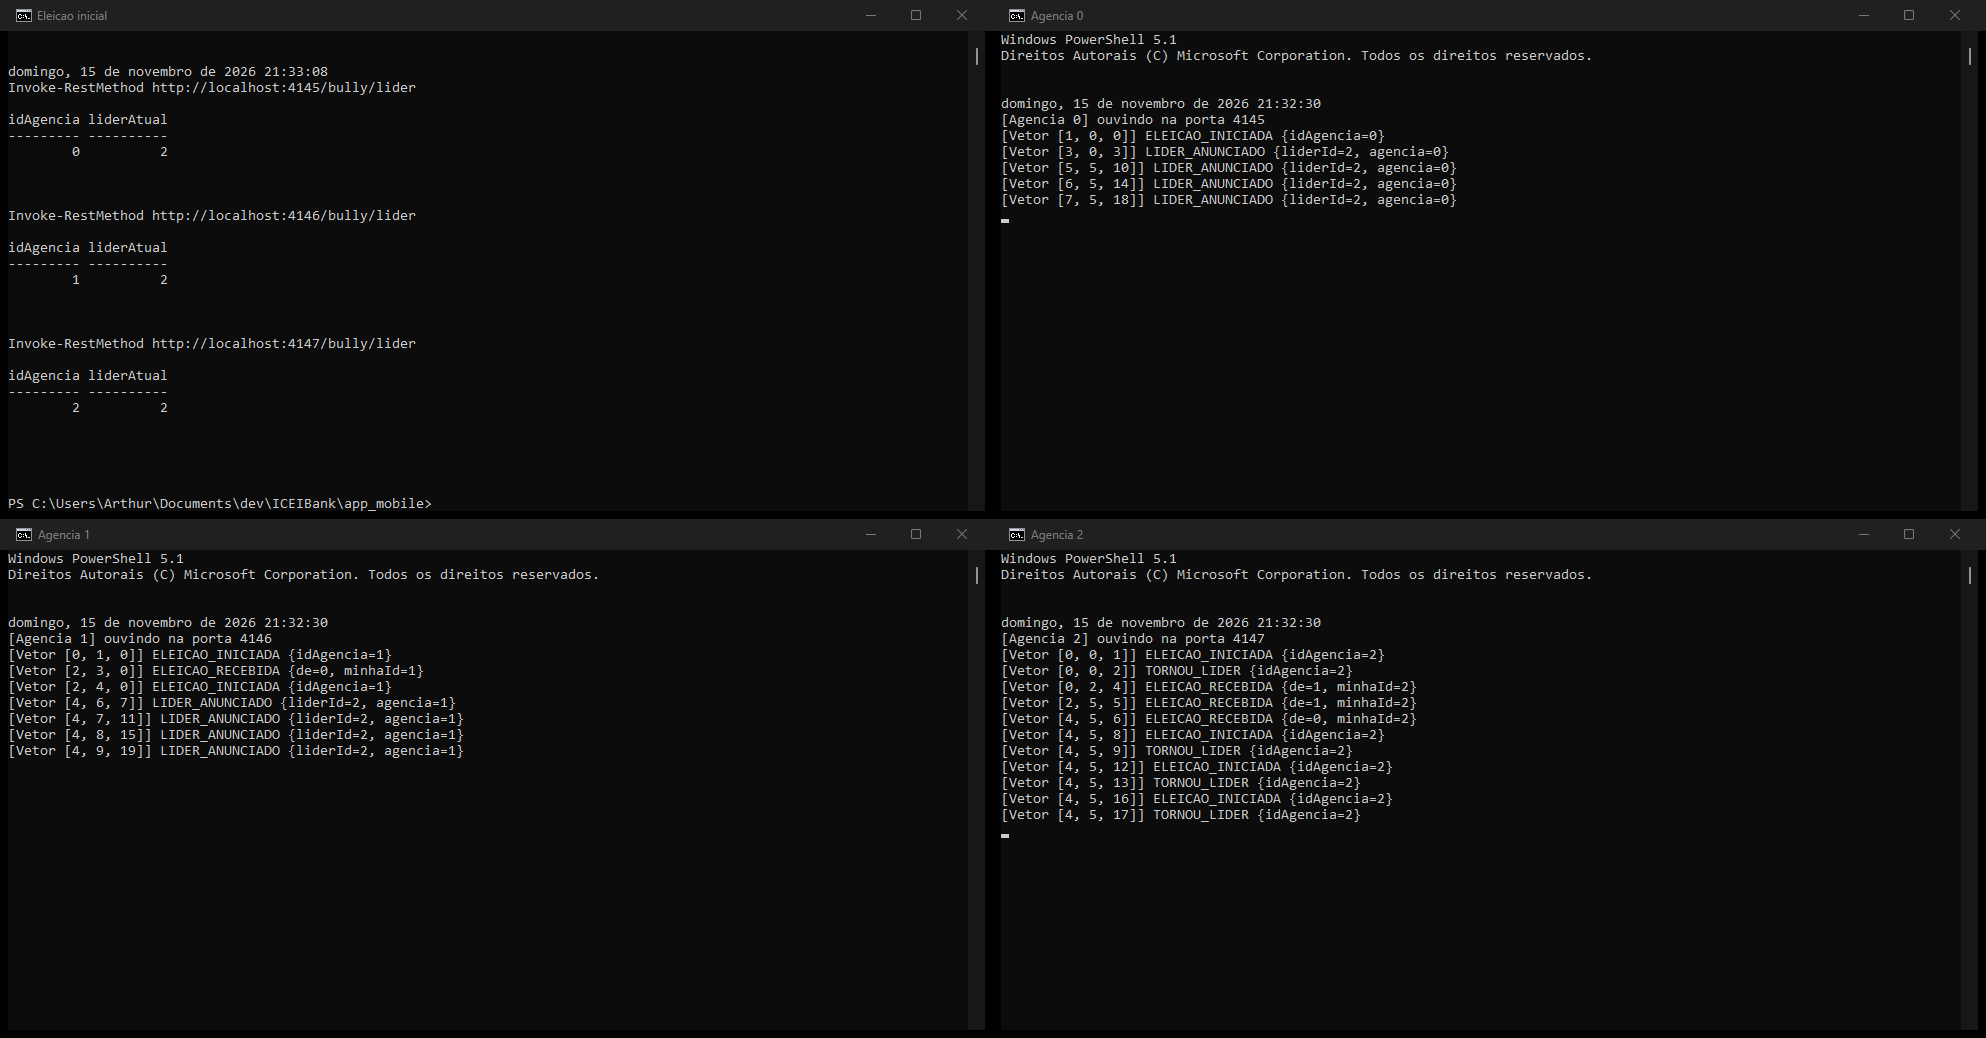 Eleicao inicial
domingo, 15 de novembro de 2026 21:33:08
Invoke-RestMethod http://localhost:4145/bully/lider
idAgencia liderAtual
--------- ----------
0 2
Invoke-RestMethod http://localhost:4146/bully/lider
idAgencia liderAtual
--------- ----------
1 2
Invoke-RestMethod http://localhost:4147/bully/lider
idAgencia liderAtual
--------- ----------
2 2
PS C:\Users\Arthur\Documents\dev\ICEIBank\app_mobile>
Agencia 0
Windows PowerShell 5.1
Direitos Autorais (C) Microsoft Corporation. Todos os direitos reservados.
domingo, 15 de novembro de 2026 21:32:30
[Agencia 0] ouvindo na porta 4145
[Vetor [1, 0, 0]] ELEICAO_INICIADA {idAgencia=0}
[Vetor [3, 0, 3]] LIDER_ANUNCIADO {liderId=2, agencia=0}
[Vetor [5, 5, 10]] LIDER_ANUNCIADO {liderId=2, agencia=0}
[Vetor [6, 5, 14]] LIDER_ANUNCIADO {liderId=2, agencia=0}
[Vetor [7, 5, 18]] LIDER_ANUNCIADO {liderId=2, agencia=0}
Agencia 1
Windows PowerShell 5.1
Direitos Autorais (C) Microsoft Corporation. Todos os direitos reservados.
domingo, 15 de novembro de 2026 21:32:30
[Agencia 1] ouvindo na porta 4146
[Vetor [0, 1, 0]] ELEICAO_INICIADA {idAgencia=1}
[Vetor [2, 3, 0]] ELEICAO_RECEBIDA {de=0, minhaId=1}
[Vetor [2, 4, 0]] ELEICAO_INICIADA {idAgencia=1}
[Vetor [4, 6, 7]] LIDER_ANUNCIADO {liderId=2, agencia=1}
[Vetor [4, 7, 11]] LIDER_ANUNCIADO {liderId=2, agencia=1}
[Vetor [4, 8, 15]] LIDER_ANUNCIADO {liderId=2, agencia=1}
[Vetor [4, 9, 19]] LIDER_ANUNCIADO {liderId=2, agencia=1}
Agencia 2
Windows PowerShell 5.1
Direitos Autorais (C) Microsoft Corporation. Todos os direitos reservados.
domingo, 15 de novembro de 2026 21:32:30
[Agencia 2] ouvindo na porta 4147
[Vetor [0, 0, 1]] ELEICAO_INICIADA {idAgencia=2}
[Vetor [0, 0, 2]] TORNOU_LIDER {idAgencia=2}
[Vetor [0, 2, 4]] ELEICAO_RECEBIDA {de=1, minhaId=2}
[Vetor [2, 5, 5]] ELEICAO_RECEBIDA {de=1, minhaId=2}
[Vetor [4, 5, 6]] ELEICAO_RECEBIDA {de=0, minhaId=2}
[Vetor [4, 5, 8]] ELEICAO_INICIADA {idAgencia=2}
[Vetor [4, 5, 9]] TORNOU_LIDER {idAgencia=2}
[Vetor [4, 5, 12]] ELEICAO_INICIADA {idAgencia=2}
[Vetor [4, 5, 13]] TORNOU_LIDER {idAgencia=2}
[Vetor [4, 5, 16]] ELEICAO_INICIADA {idAgencia=2}
[Vetor [4, 5, 17]] TORNOU_LIDER {idAgencia=2}